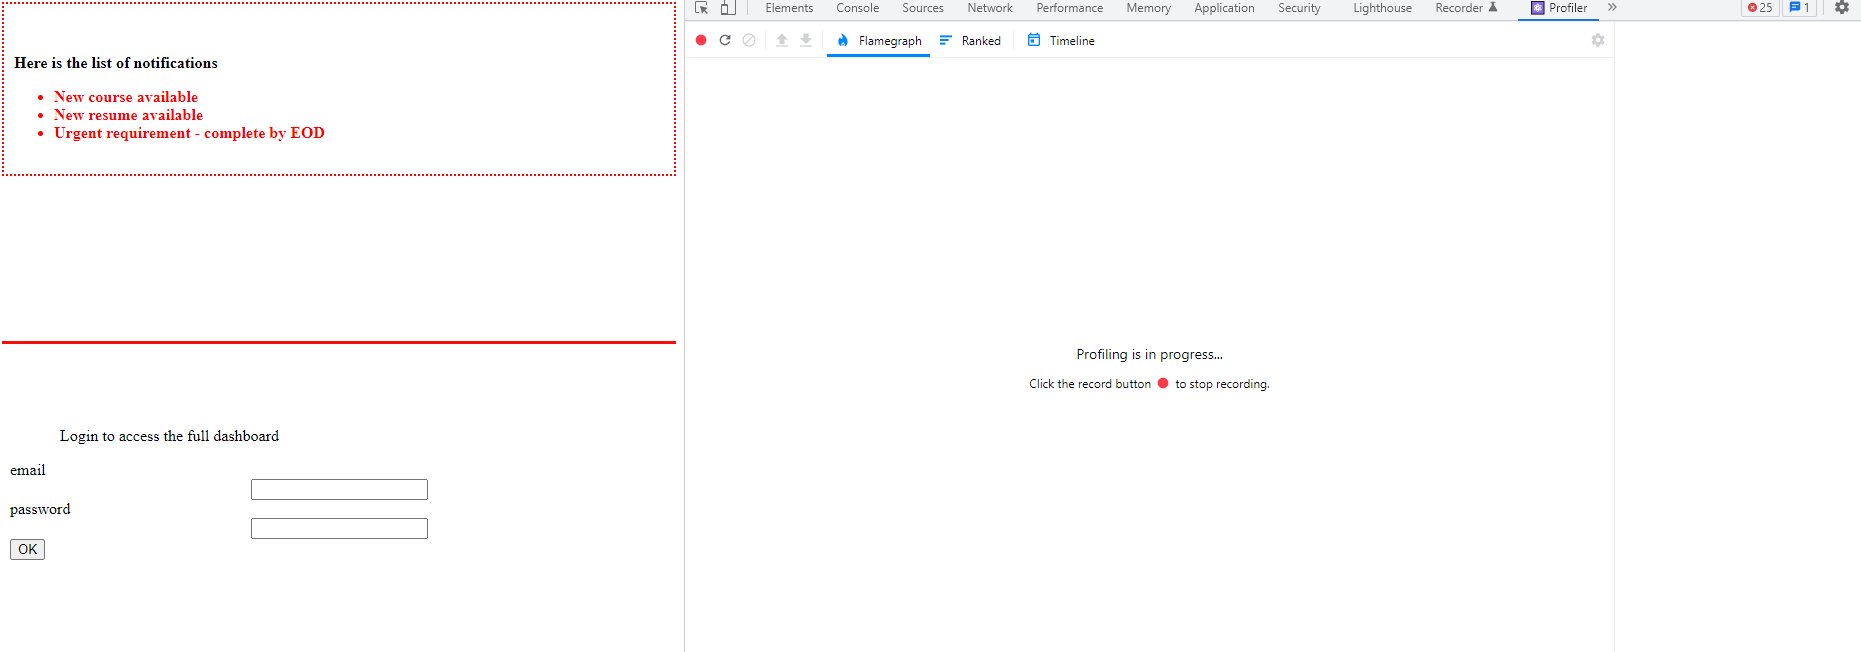 Elements Console Sources Network Performance Memory Application Security Lighthouse Recorder Profiler » 25 1
Flamegraph Ranked Timeline
Here is the list of notifications
New course available
New resume available
Urgent requirement - complete by EOD
Profiling is in progress...
Click the record button to stop recording.
Login to access the full dashboard
email
password
OK